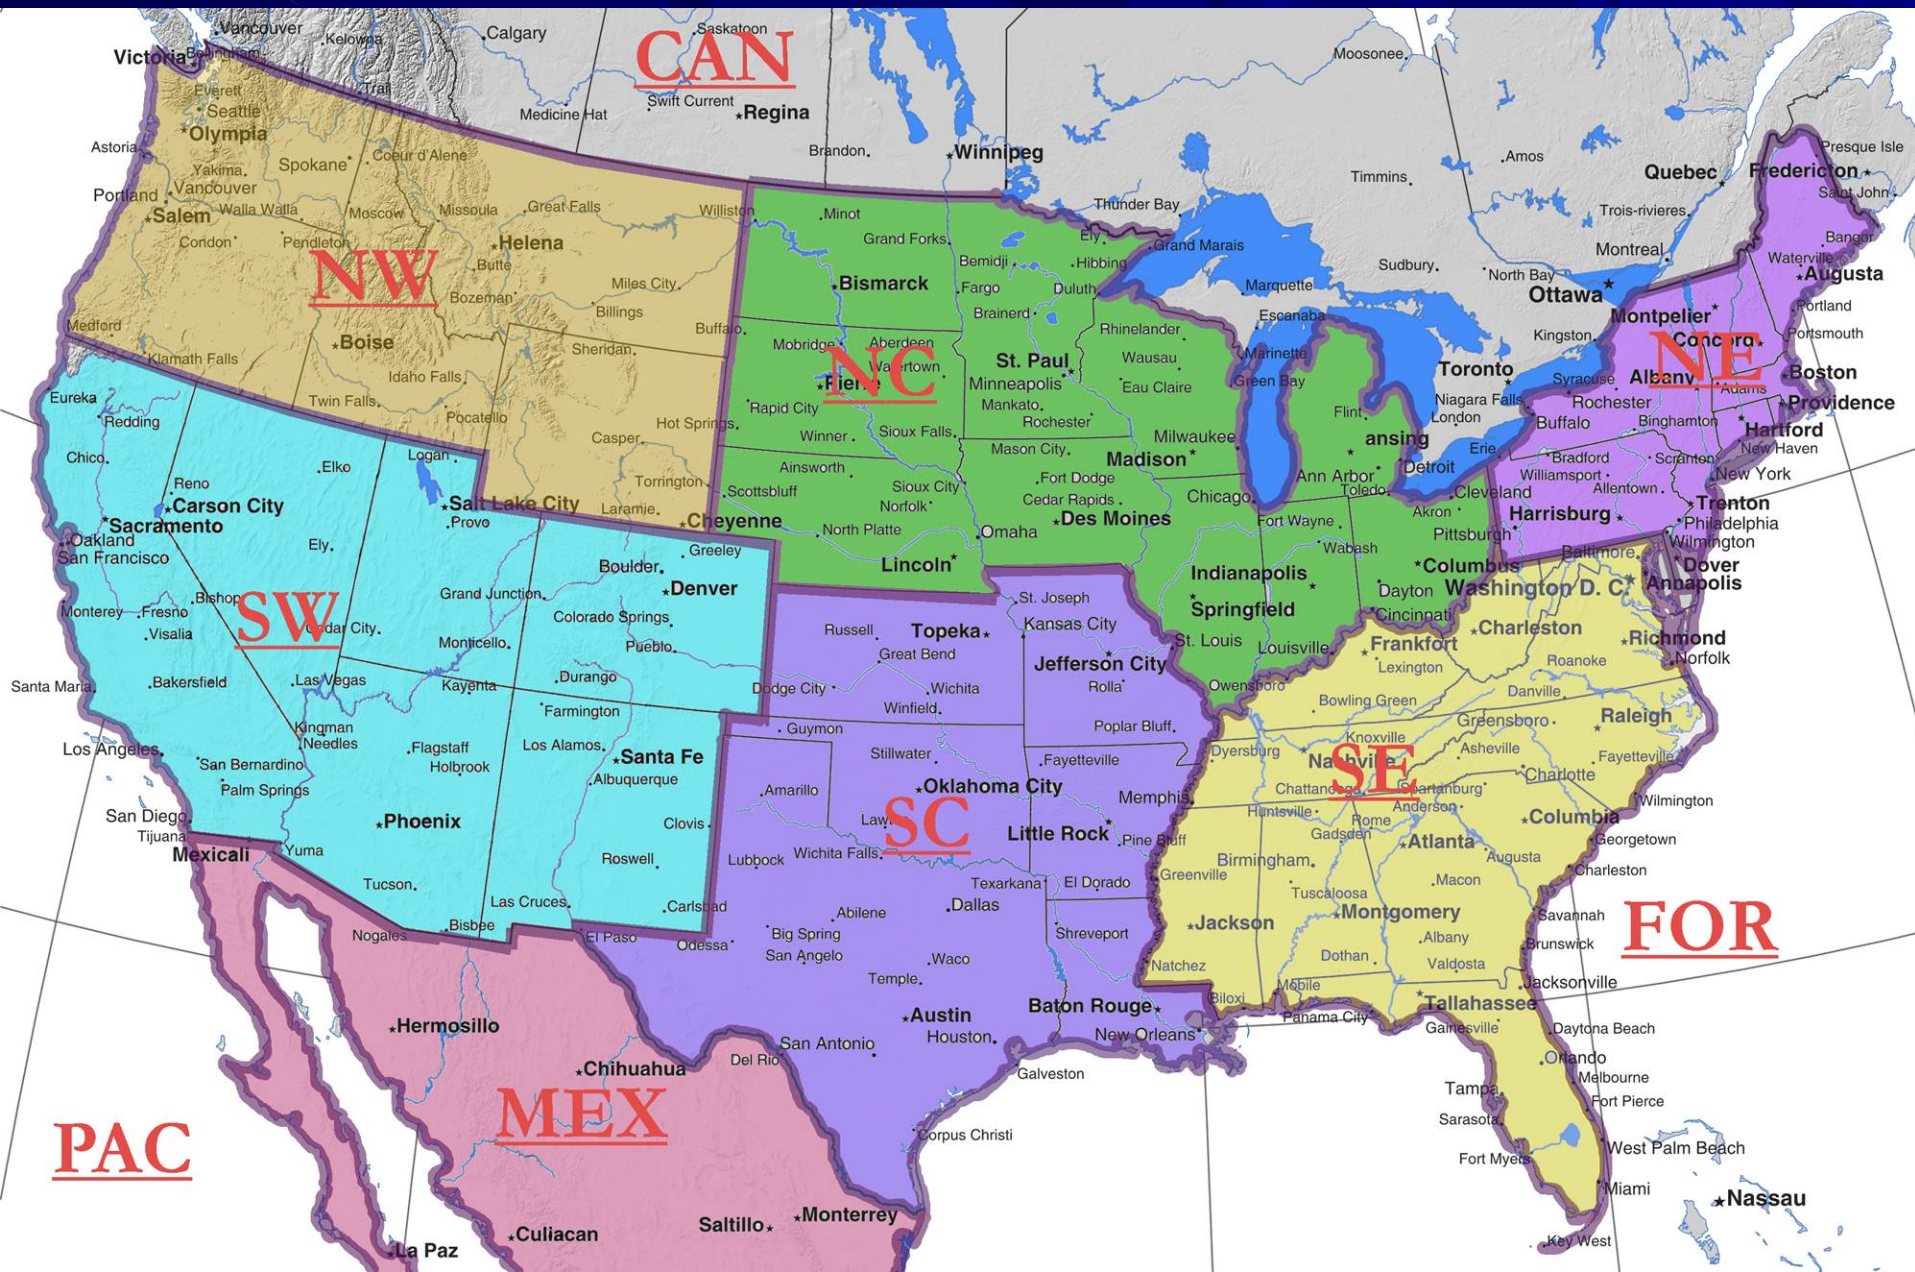 Vancouver
Kelowna
Calgary
Saskatoon
CAN
Victoria
Bellingham
Moosonee
Trail
Everett
Seattle
Medicine Hat
Swift Current
Regina
Olympia
Astoria
Spokane
Coeur d'Alene
Brandon
Winnipeg
Amos
Quebec
Fredericton
Presque Isle
Yakima
Vancouver
Portland
Timmins
Saint John
Salem
Walla Walla
Moscow
Missoula
Great Falls
Williston
Minot
Thunder Bay
Trois-rivieres
Condon
Pendleton
Helena
Grand Forks
Ely
Grand Marais
Montreal
Bangor
NW
Butte
Bemidji
Hibbing
Sudbury
North Bay
Waterville
Augusta
Bozeman
Miles City
Bismarck
Fargo
Duluth
Marquette
Ottawa
Billings
Brainerd
Escanaba
Montpelier
Portland
Medford
Buffalo
Rhinelander
Kingston
Concord
Portsmouth
Klamath Falls
Boise
Sheridan
Mobridge
Aberdeen
NC
Watertown
St. Paul
Wausau
Marinette
NE
Idaho Falls
Pierre
Minneapolis
Eau Claire
Green Bay
Toronto
Syracuse
Albany
Adams
Boston
Eureka
Twin Falls
Pocatello
Rapid City
Mankato
Niagara Falls
Rochester
Providence
Redding
Hot Springs
Winner
Sioux Falls
Rochester
Flint
London
Buffalo
Binghamton
Hartford
Chico
Logan
Casper
Mason City
Milwaukee
ansing
Erie
New Haven
Elko
Ainsworth
Madison
Ann Arbor
Detroit
Bradford
Scranton
Reno
Torrington
Scottsbluff
Sioux City
Fort Dodge
Toledo
Cleveland
Williamsport
Allentown
New York
Carson City
Salt Lake City
Laramie
Norfolk
Cedar Rapids
Chicago
Akron
Harrisburg
Trenton
Sacramento
Provo
Cheyenne
North Platte
Omaha
Des Moines
Fort Wayne
Pittsburgh
Philadelphia
Oakland
San Francisco
Ely
Greeley
Wabash
Wilmington
Boulder
Lincoln
Indianapolis
Columbus
Baltimore
Dover
Annapolis
Denver
Dayton
Washington D. C.
Monterey
Fresno
Bishop
SW
Cedar City
Grand Junction
Colorado Springs
St. Joseph
Springfield
Cincinnati
Visalia
Monticello
Pueblo
Russell
Topeka
Kansas City
St. Louis
Louisville
Frankfort
Charleston
Richmond
Great Bend
Jefferson City
Lexington
Roanoke
Norfolk
Santa Maria
Bakersfield
Las Vegas
Kayenta
Durango
Dodge City
Wichita
Rolla
Owensboro
Bowling Green
Danville
Farmington
Winfield
Kingman
Needles
Guymon
Poplar Bluff
Greensboro
Raleigh
Los Angeles
Flagstaff
Los Alamos
Santa Fe
Stillwater
Fayetteville
Dyersburg
Nashville
Knoxville
Asheville
Fayetteville
San Bernardino
Holbrook
Albuquerque
SE
Charlotte
Palm Springs
Amarillo
Oklahoma City
Memphis
Chattanooga
Spartanburg
Wilmington
San Diego
Phoenix
Clovis
SC
Little Rock
Huntsville
Rome
Anderson
Columbia
Tijuana
Gadsden
Mexicali
Yuma
Roswell
Lubbock
Wichita Falls
Pine Bluff
Birmingham
Atlanta
Augusta
Georgetown
Tucson
Texarkana
El Dorado
Greenville
Tuscaloosa
Macon
Charleston
Las Cruces
Carlsbad
Abilene
Dallas
Jackson
Montgomery
Savannah
FOR
Nogales
Bisbee
El Paso
Odessa
Big Spring
Shreveport
Albany
Brunswick
San Angelo
Waco
Natchez
Dothan
Valdosta
Temple
Mobile
Jacksonville
Hermosillo
Austin
Baton Rouge
Biloxi
Panama City
Tallahassee
Houston
New Orleans
Gainesville
Daytona Beach
San Antonio
Del Rio
Chihuahua
Galveston
Orlando
Melbourne
MEX
Tampa
Fort Pierce
PAC
Corpus Christi
Sarasota
West Palm Beach
Fort Myers
Miami
Nassau
Saltillo
Monterrey
Culiacan
Key West
La Paz